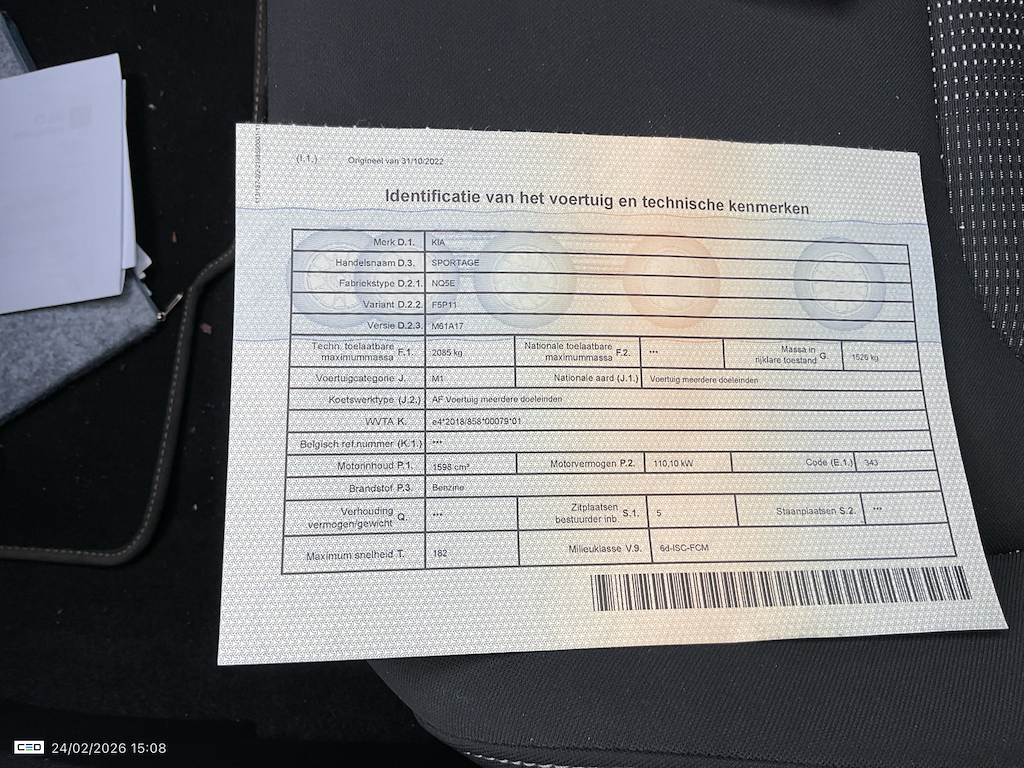 (I.1.) Origineel van 31/10/2022
Identificatie van het voertuig en technische kenmerken
Merk D.1. KIA
Handelsnaam D.3. SPORTAGE
Fabriekstype D.2.1. NQ5E
Variant D.2.2. F5P11
Versie D.2.3. M61A17
Techn. toelaatbare maximummassa F.1. 2085 kg Nationale toelaatbare maximummassa F.2. *** Massa in rijklare toestand G. 1526 kg
Voertuigcategorie J. M1 Nationale aard (J.1.) Voertuig meerdere doeleinden
Koetswerktype (J.2.) AF Voertuig meerdere doeleinden
WVTA K. e4*2018/858*00079*01
Belgisch ref.nummer (K.1.) ***
Motorinhoud P.1. 1598 cm³ Motorvermogen P.2. 110,10 kW Code (E.1.) 343
Brandstof P.3. Benzine
Verhouding vermogen/gewicht Q. *** Zitplaatsen bestuurder inb. S.1. 5 Staanplaatsen S.2. ***
Maximum snelheid T. 182 Milieuklasse V.9. 6d-ISC-FCM
CEO 24/02/2026 15:08